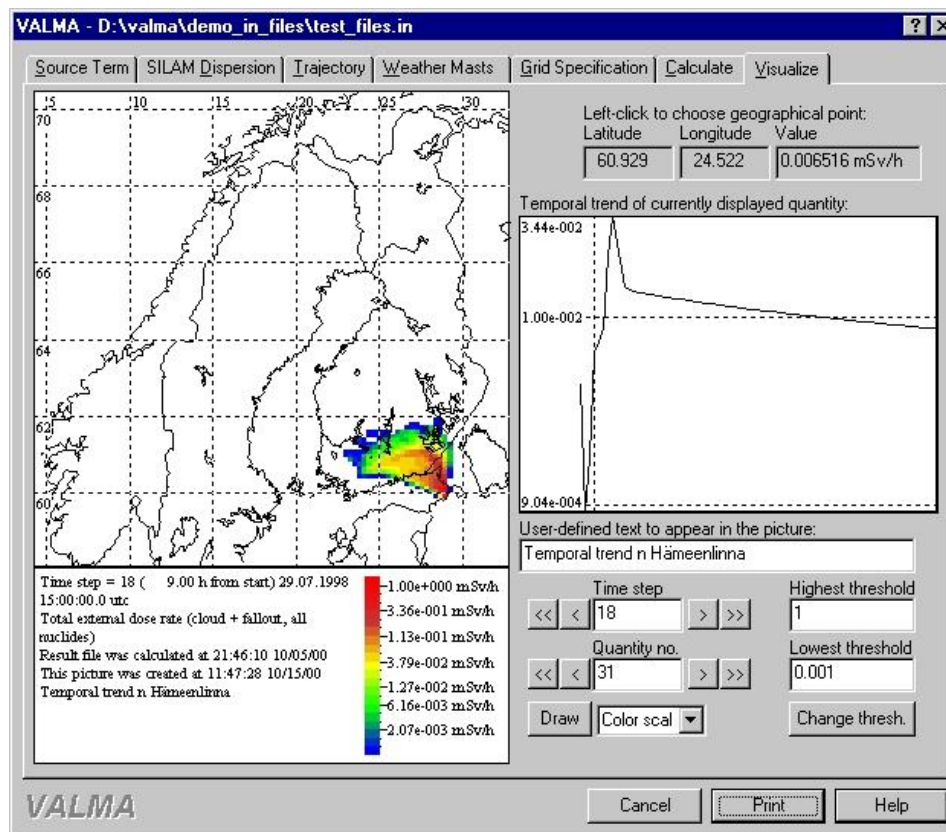 VALMA - D:\valma\demo_in_files\test_files.in
Source Term SILAM Dispersion Trajectory Weather Masts Grid Specification Calculate Visualize
5 10 15 20 25 30
70
68
66
64
62
60
Left-click to choose geographical point:
Latitude Longitude Value
60.929 24.522 0.006516 mSv/h
Temporal trend of currently displayed quantity:
3.44e-002
1.00e-002
9.04e-004
User-defined text to appear in the picture:
Temporal trend n Hämeenlinna
Time step = 18 ( 9.00 h from start) 29.07.1998
15:00:00.0 utc
Total external dose rate (cloud + fallout, all
nuclides)
Result file was calculated at 21:46:10 10/05/00
This picture was created at 11:47:28 10/15/00
Temporal trend n Hämeenlinna
1.00e+000 mSv/h
3.36e-001 mSv/h
1.13e-001 mSv/h
3.79e-002 mSv/h
1.27e-002 mSv/h
6.16e-003 mSv/h
2.07e-003 mSv/h
Time step Highest threshold
<< < 18 > >> 1
Quantity no. Lowest threshold
<< < 31 > >> 0.001
Draw Color scal Change thresh.
VALMA
Cancel Print Help